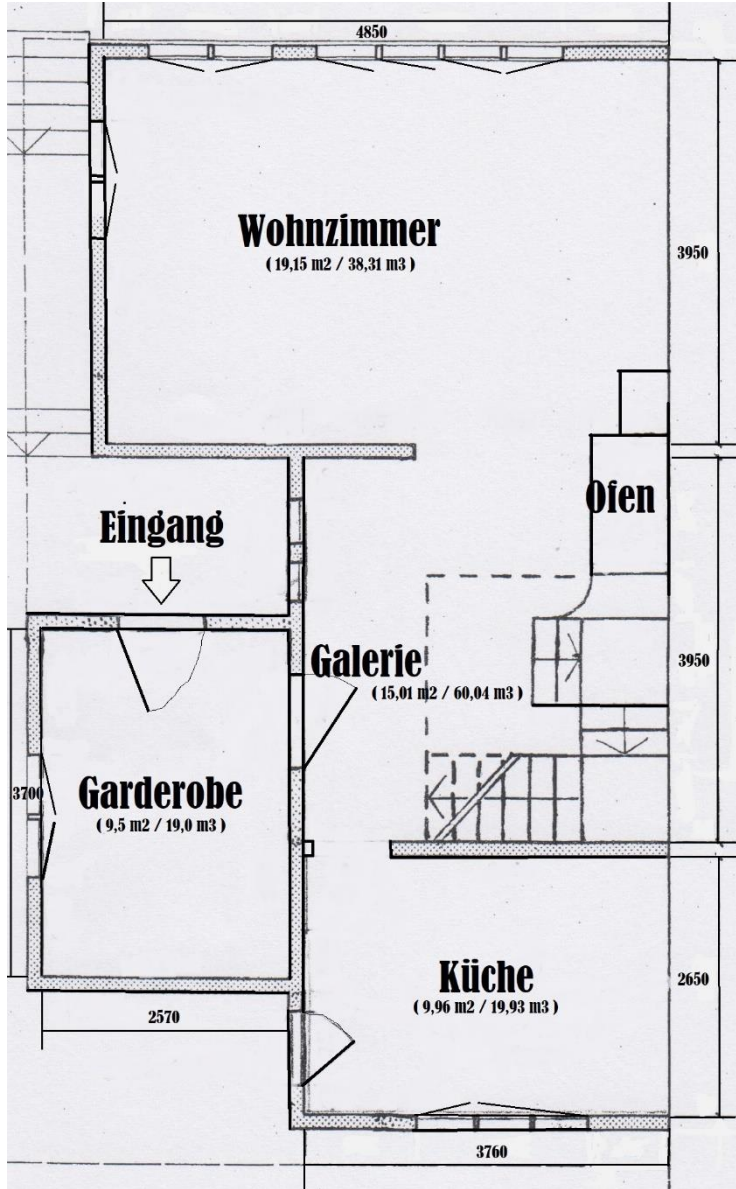 4850
Wohnzimmer
( 19,15 m2 / 38,31 m3 )
3950
Ofen
Eingang
Galerie
( 15,01 m2 / 60,04 m3 )
3950
3700
Garderobe
( 9,5 m2 / 19,0 m3 )
Küche
( 9,96 m2 / 19,93 m3 )
2650
2570
3760